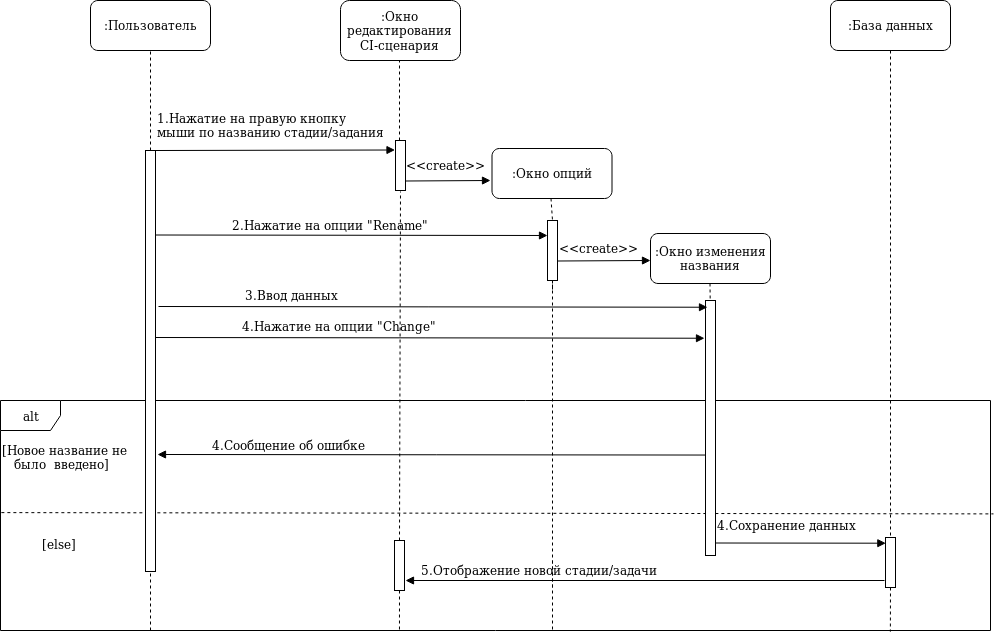 :Пользователь
:Окно
редактирования
CI-сценария
:База данных
1.Нажатие на правую кнопку
мыши по названию стадии/задания
<<create>>
:Окно опций
2.Нажатие на опции "Rename"
<<create>>
:Окно изменения
названия
3.Ввод данных
4.Нажатие на опции "Change"
alt
[Новое название не
было введено]
4.Сообщение об ошибке
4.Сохранение данных
[else]
5.Отображение новой стадии/задачи